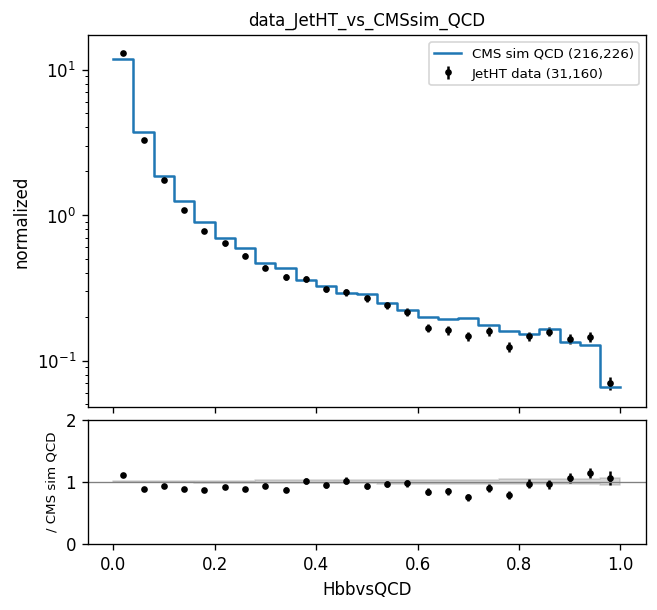 data_JetHT_vs_CMSsim_QCD
CMS sim QCD (216,226)
JetHT data (31,160)
normalized
10^1
10^0
10^-1
/ CMS sim QCD
2
1
0
0.0 0.2 0.4 0.6 0.8 1.0
HbbvsQCD